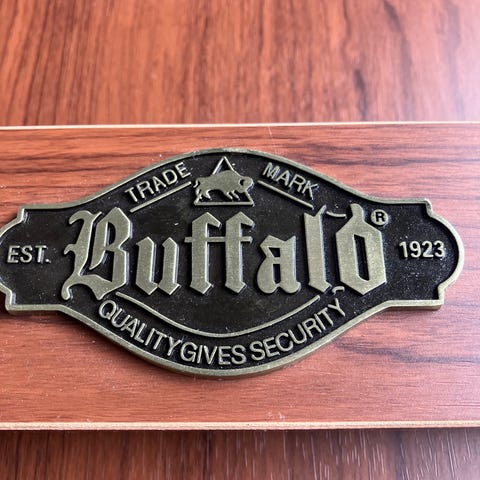 TRADE MARK
EST. Buffalo® 1923
QUALITY GIVES SECURITY